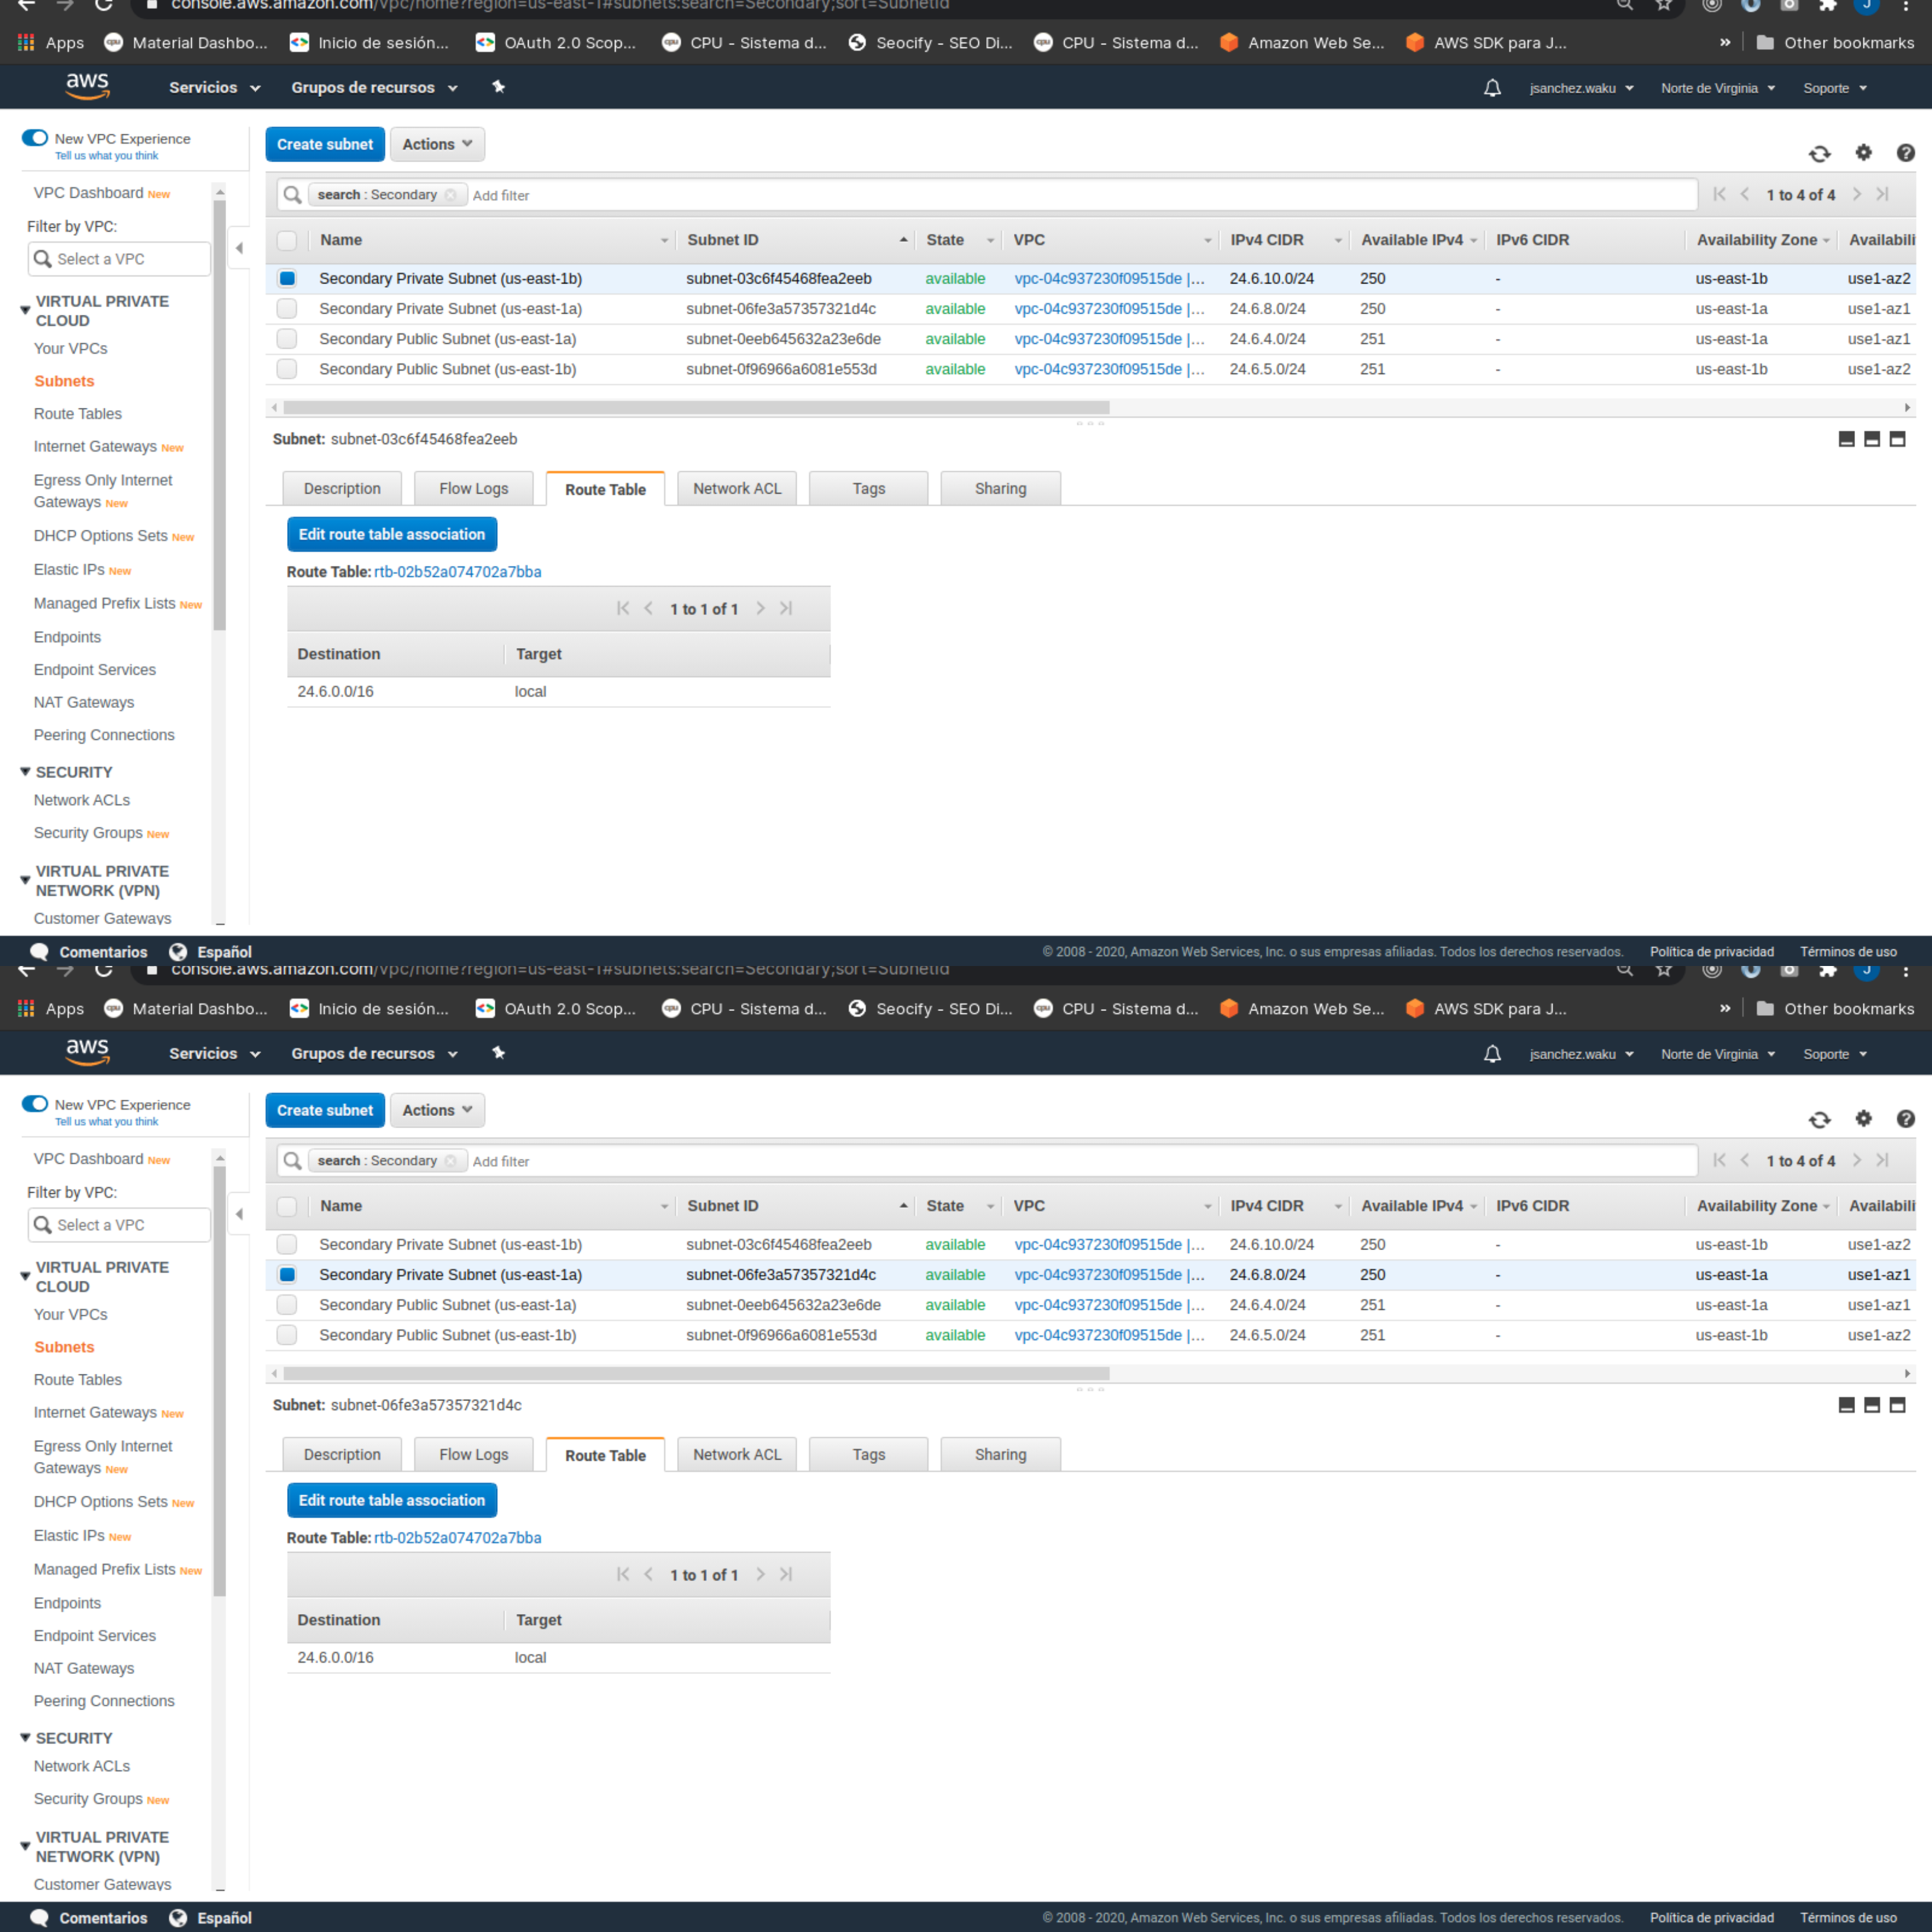 console.aws.amazon.com/vpc/home?region=us-east-1#subnets:search=Secondary;sort=SubnetId
Apps Material Dashbo... Inicio de sesión... OAuth 2.0 Scop... CPU - Sistema d... Seocify - SEO Di... CPU - Sistema d... Amazon Web Se... AWS SDK para J... » Other bookmarks
aws Servicios Grupos de recursos jsanchez.waku Norte de Virginia Soporte
New VPC Experience
Tell us what you think
Create subnet Actions
VPC Dashboard New
Filter by VPC:
Select a VPC
VIRTUAL PRIVATE
CLOUD
Your VPCs
Subnets
Route Tables
Internet Gateways New
Egress Only Internet
Gateways New
DHCP Options Sets New
Elastic IPs New
Managed Prefix Lists New
Endpoints
Endpoint Services
NAT Gateways
Peering Connections
SECURITY
Network ACLs
Security Groups New
VIRTUAL PRIVATE
NETWORK (VPN)
Customer Gateways
search : Secondary Add filter 1 to 4 of 4
Name Subnet ID State VPC IPv4 CIDR Available IPv4 IPv6 CIDR Availability Zone Availabili
Secondary Private Subnet (us-east-1b) subnet-03c6f45468fea2eeb available vpc-04c937230f09515de |... 24.6.10.0/24 250 - us-east-1b use1-az2
Secondary Private Subnet (us-east-1a) subnet-06fe3a57357321d4c available vpc-04c937230f09515de |... 24.6.8.0/24 250 - us-east-1a use1-az1
Secondary Public Subnet (us-east-1a) subnet-0eeb645632a23e6de available vpc-04c937230f09515de |... 24.6.4.0/24 251 - us-east-1a use1-az1
Secondary Public Subnet (us-east-1b) subnet-0f96966a6081e553d available vpc-04c937230f09515de |... 24.6.5.0/24 251 - us-east-1b use1-az2
Subnet: subnet-03c6f45468fea2eeb
Description Flow Logs Route Table Network ACL Tags Sharing
Edit route table association
Route Table: rtb-02b52a074702a7bba
1 to 1 of 1
Destination Target
24.6.0.0/16 local
Comentarios Español © 2008 - 2020, Amazon Web Services, Inc. o sus empresas afiliadas. Todos los derechos reservados. Política de privacidad Términos de uso
console.aws.amazon.com/vpc/home?region=us-east-1#subnets:search=Secondary;sort=SubnetId
Apps Material Dashbo... Inicio de sesión... OAuth 2.0 Scop... CPU - Sistema d... Seocify - SEO Di... CPU - Sistema d... Amazon Web Se... AWS SDK para J... » Other bookmarks
aws Servicios Grupos de recursos jsanchez.waku Norte de Virginia Soporte
New VPC Experience
Tell us what you think
Create subnet Actions
VPC Dashboard New
Filter by VPC:
Select a VPC
VIRTUAL PRIVATE
CLOUD
Your VPCs
Subnets
Route Tables
Internet Gateways New
Egress Only Internet
Gateways New
DHCP Options Sets New
Elastic IPs New
Managed Prefix Lists New
Endpoints
Endpoint Services
NAT Gateways
Peering Connections
SECURITY
Network ACLs
Security Groups New
VIRTUAL PRIVATE
NETWORK (VPN)
Customer Gateways
search : Secondary Add filter 1 to 4 of 4
Name Subnet ID State VPC IPv4 CIDR Available IPv4 IPv6 CIDR Availability Zone Availabili
Secondary Private Subnet (us-east-1b) subnet-03c6f45468fea2eeb available vpc-04c937230f09515de |... 24.6.10.0/24 250 - us-east-1b use1-az2
Secondary Private Subnet (us-east-1a) subnet-06fe3a57357321d4c available vpc-04c937230f09515de |... 24.6.8.0/24 250 - us-east-1a use1-az1
Secondary Public Subnet (us-east-1a) subnet-0eeb645632a23e6de available vpc-04c937230f09515de |... 24.6.4.0/24 251 - us-east-1a use1-az1
Secondary Public Subnet (us-east-1b) subnet-0f96966a6081e553d available vpc-04c937230f09515de |... 24.6.5.0/24 251 - us-east-1b use1-az2
Subnet: subnet-06fe3a57357321d4c
Description Flow Logs Route Table Network ACL Tags Sharing
Edit route table association
Route Table: rtb-02b52a074702a7bba
1 to 1 of 1
Destination Target
24.6.0.0/16 local
Comentarios Español © 2008 - 2020, Amazon Web Services, Inc. o sus empresas afiliadas. Todos los derechos reservados. Política de privacidad Términos de uso